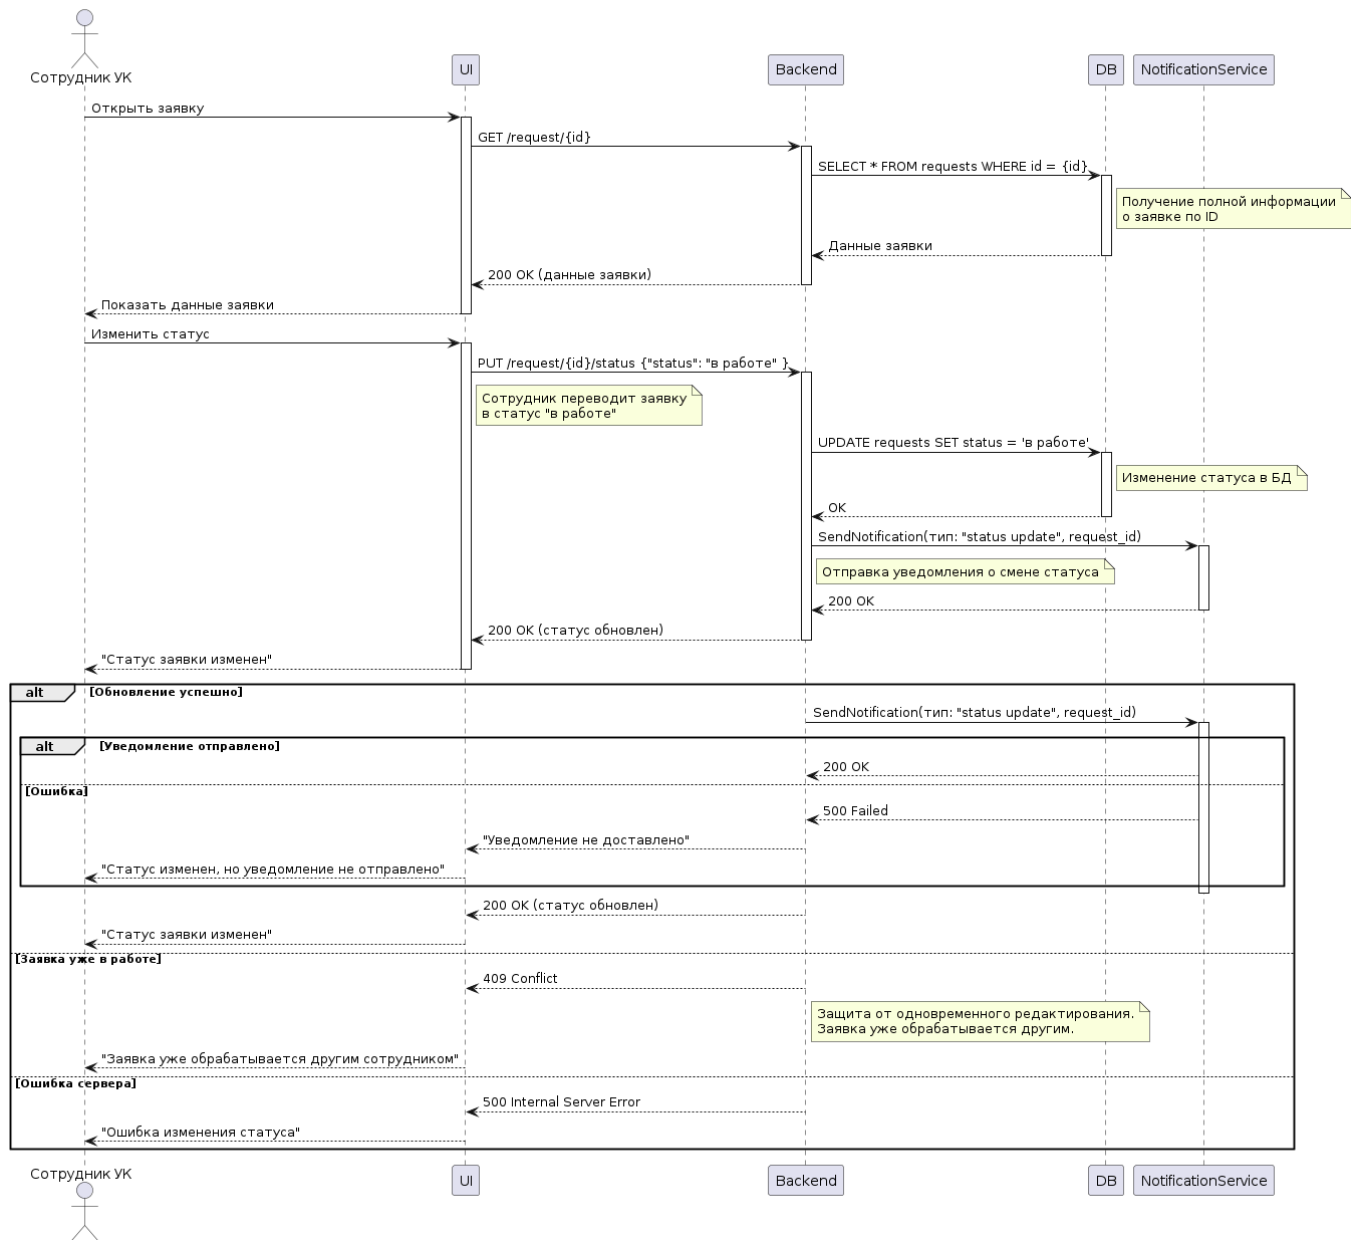 Сотрудник УК
UI
Backend
DB
NotificationService
Открыть заявку
GET /request/{id}
SELECT * FROM requests WHERE id = {id}
Получение полной информации
о заявке по ID
Данные заявки
200 OK (данные заявки)
Показать данные заявки
Изменить статус
PUT /request/{id}/status {"status": "в работе" }
Сотрудник переводит заявку
в статус "в работе"
UPDATE requests SET status = 'в работе'
Изменение статуса в БД
OK
SendNotification(тип: "status update", request_id)
Отправка уведомления о смене статуса
200 OK
200 OK (статус обновлен)
"Статус заявки изменен"
alt [Обновление успешно]
SendNotification(тип: "status update", request_id)
alt [Уведомление отправлено]
200 OK
[Ошибка]
500 Failed
"Уведомление не доставлено"
"Статус изменен, но уведомление не отправлено"
200 OK (статус обновлен)
"Статус заявки изменен"
[Заявка уже в работе]
409 Conflict
Защита от одновременного редактирования.
Заявка уже обрабатывается другим.
"Заявка уже обрабатывается другим сотрудником"
[Ошибка сервера]
500 Internal Server Error
"Ошибка изменения статуса"
Сотрудник УК
UI
Backend
DB
NotificationService